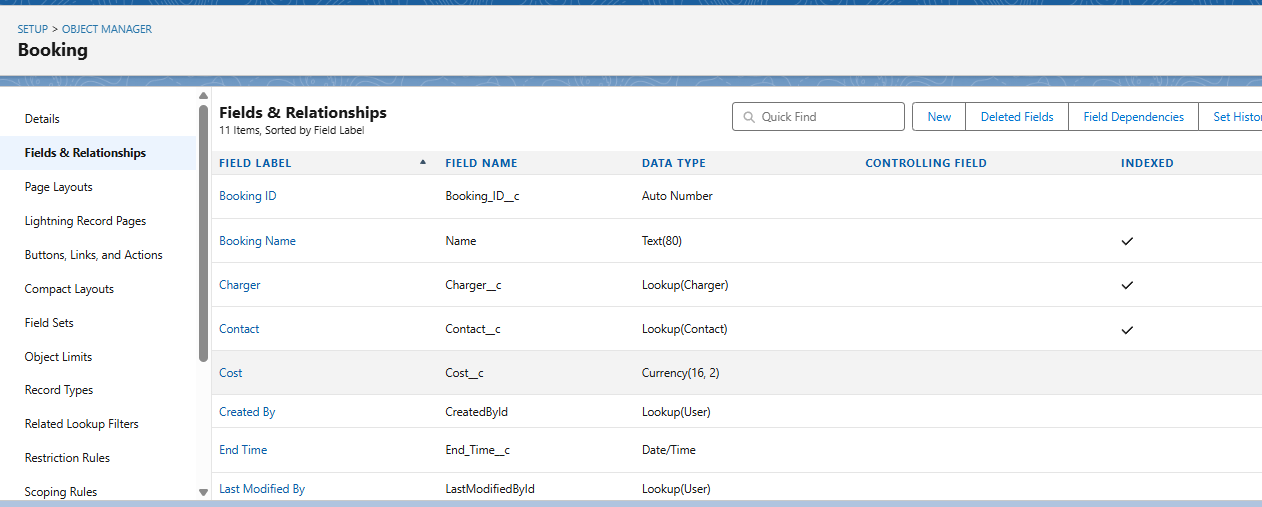 SETUP > OBJECT MANAGER
Booking
Details
Fields & Relationships
Page Layouts
Lightning Record Pages
Buttons, Links, and Actions
Compact Layouts
Field Sets
Object Limits
Record Types
Related Lookup Filters
Restriction Rules
Scoping Rules
Fields & Relationships
11 Items, Sorted by Field Label
Quick Find New Deleted Fields Field Dependencies Set Histo
FIELD LABEL FIELD NAME DATA TYPE CONTROLLING FIELD INDEXED
Booking ID Booking_ID__c Auto Number
Booking Name Name Text(80)
Charger Charger__c Lookup(Charger)
Contact Contact__c Lookup(Contact)
Cost Cost__c Currency(16, 2)
Created By CreatedById Lookup(User)
End Time End_Time__c Date/Time
Last Modified By LastModifiedById Lookup(User)